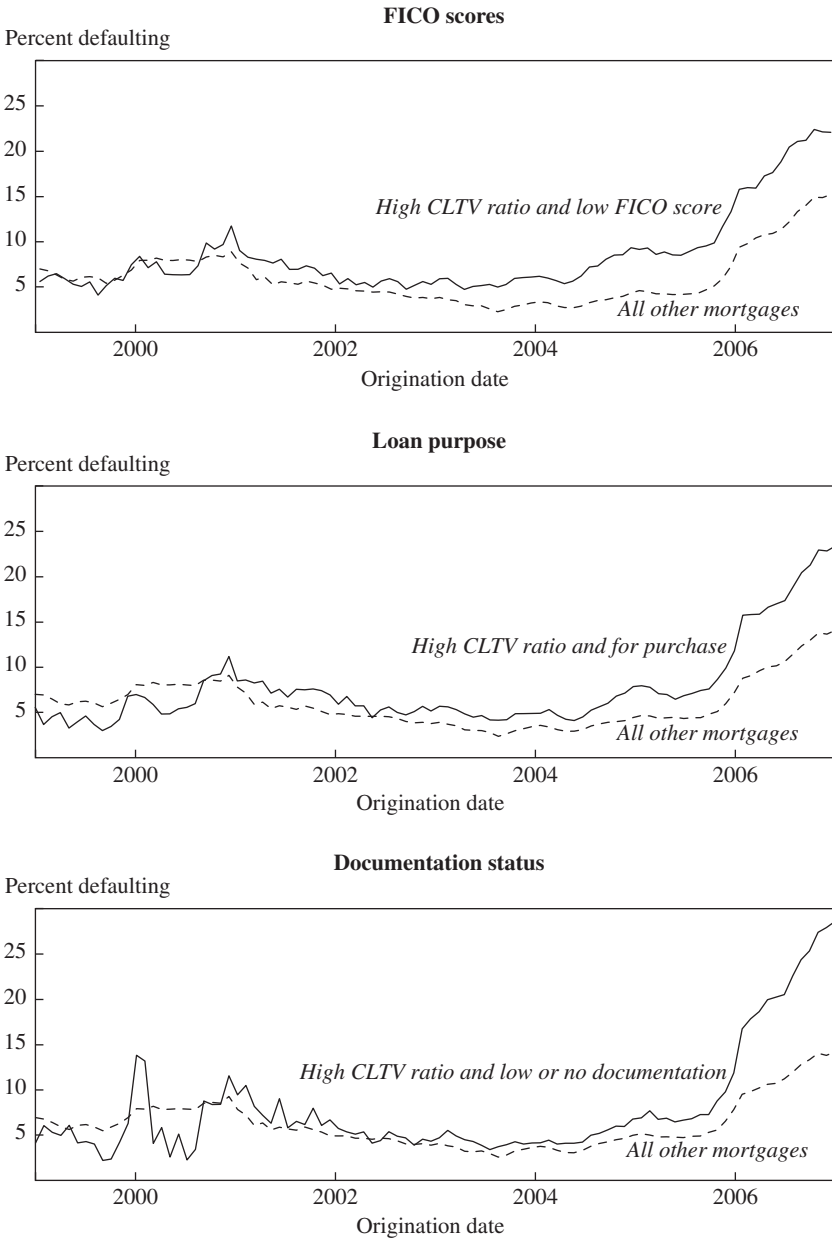 FICO scores
Percent defaulting
25
20
15
High CLTV ratio and low FICO score
10
5
All other mortgages
2000 2002 2004 2006
Origination date
Loan purpose
Percent defaulting
25
20
15
High CLTV ratio and for purchase
10
5
All other mortgages
2000 2002 2004 2006
Origination date
Documentation status
Percent defaulting
25
20
15
High CLTV ratio and low or no documentation
10
5
All other mortgages
2000 2002 2004 2006
Origination date